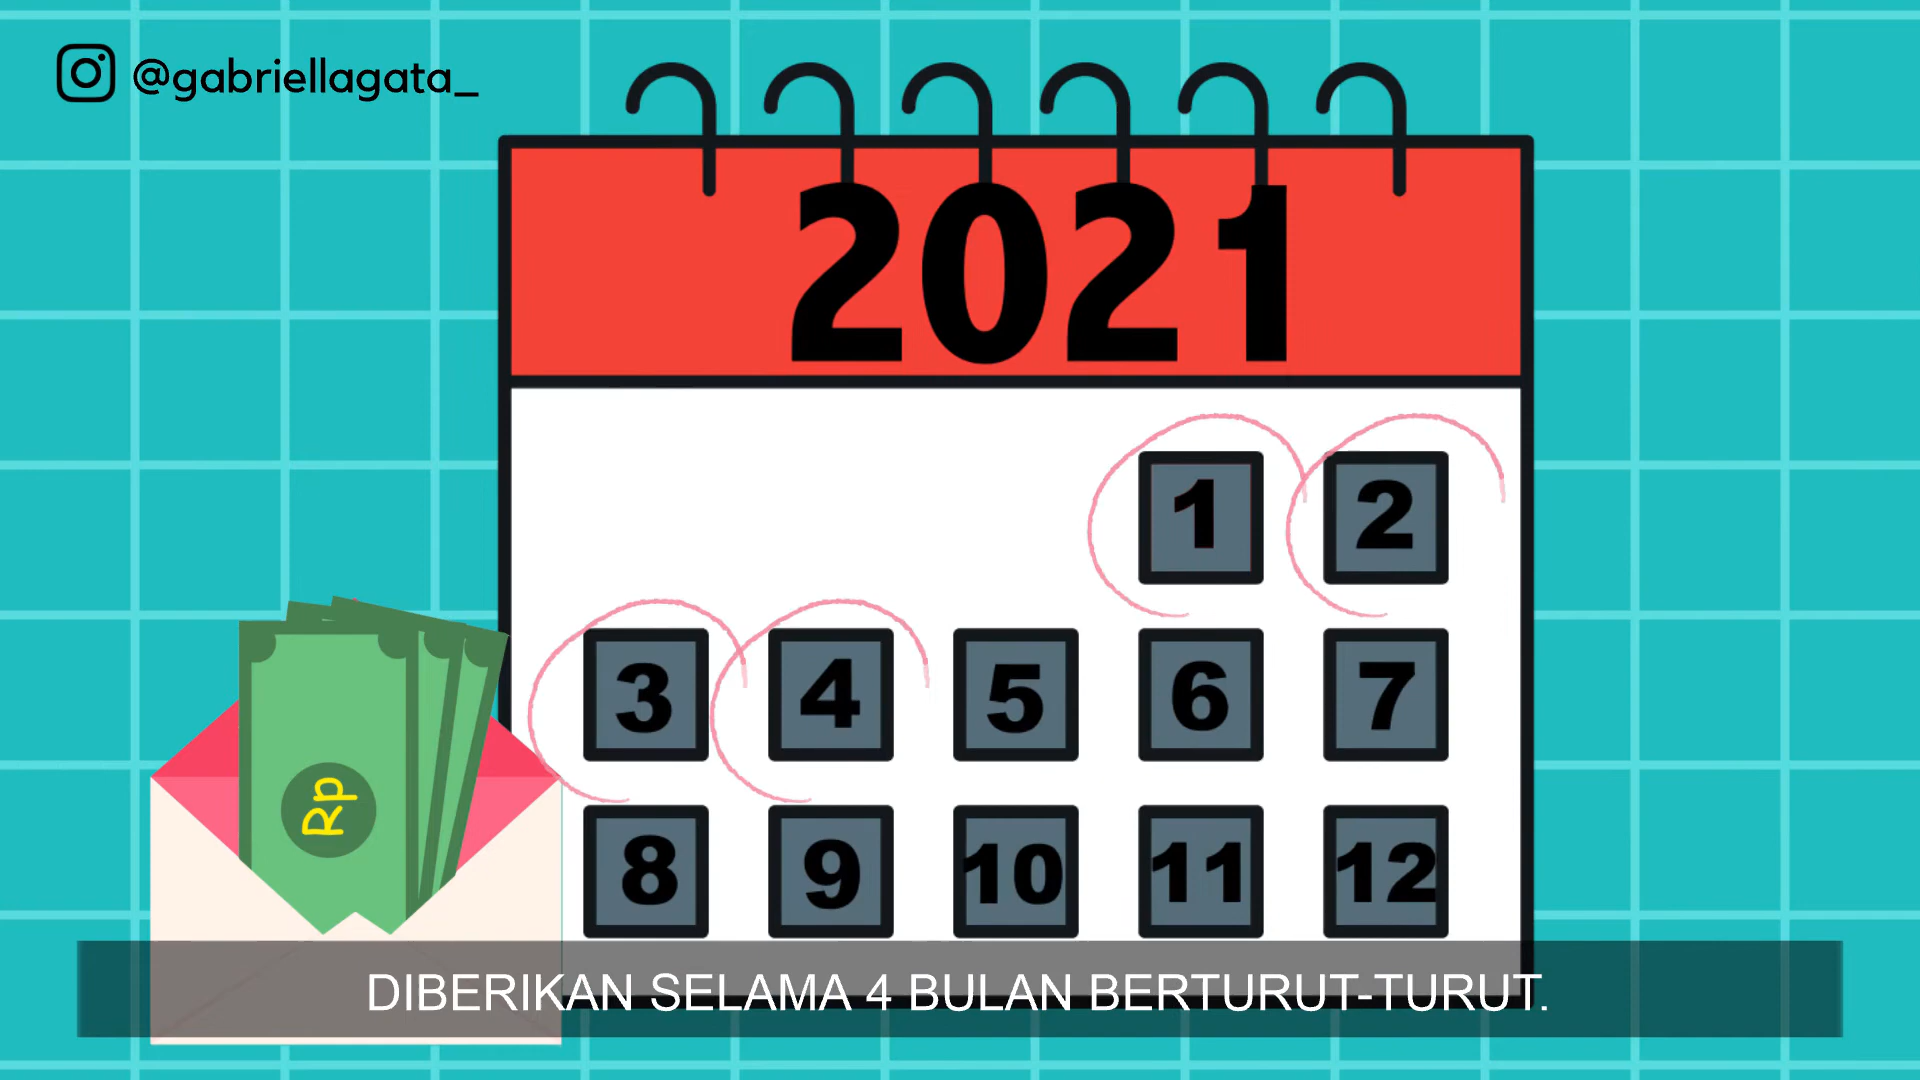 @gabriellagata_
2021
1 2
3 4 5 6 7
8 9 10 11 12
Rp
DIBERIKAN SELAMA 4 BULAN BERTURUT-TURUT.